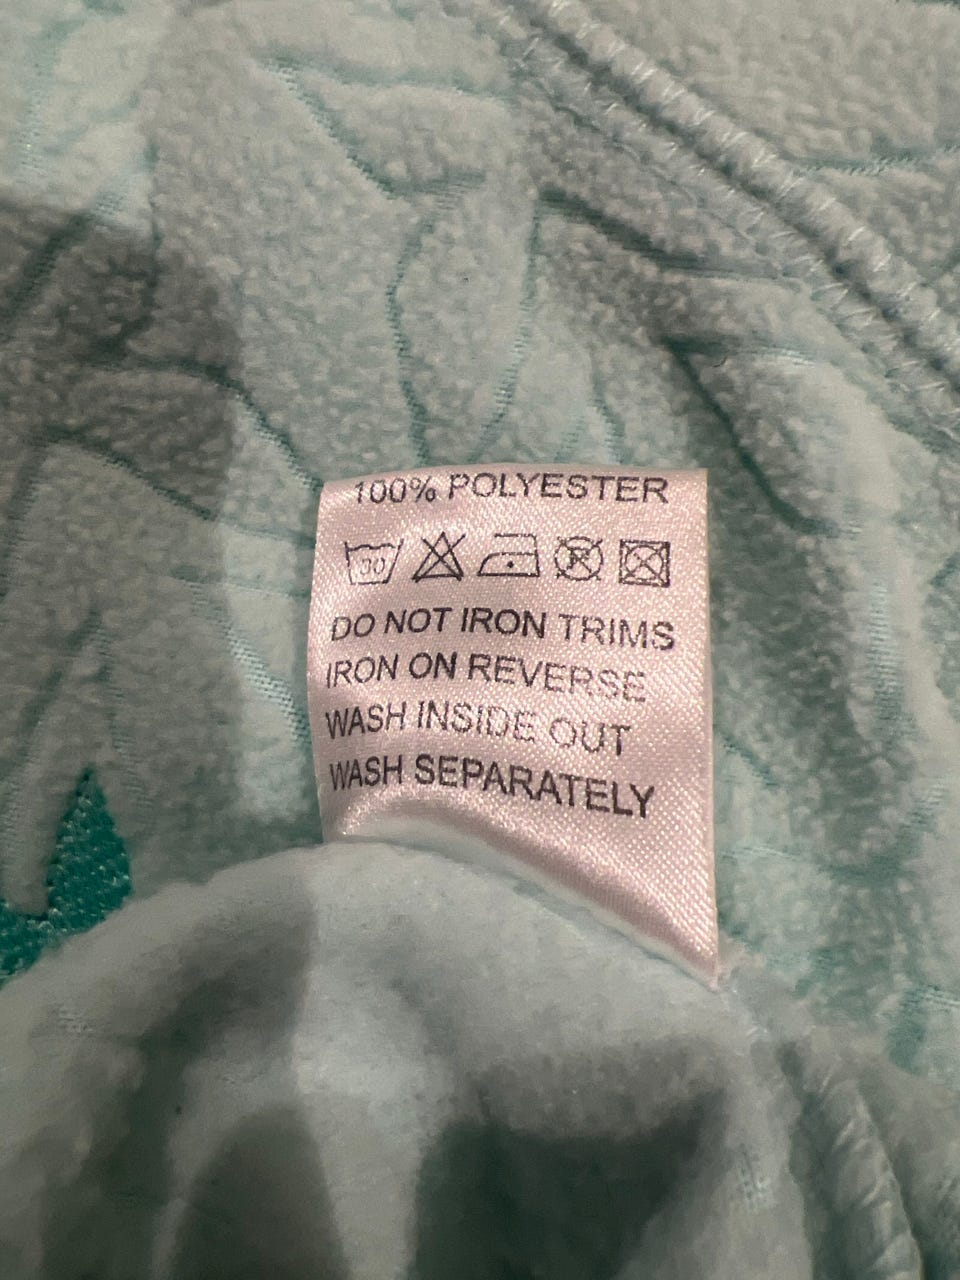 100% POLYESTER
30 P
DO NOT IRON TRIMS
IRON ON REVERSE
WASH INSIDE OUT
WASH SEPARATELY